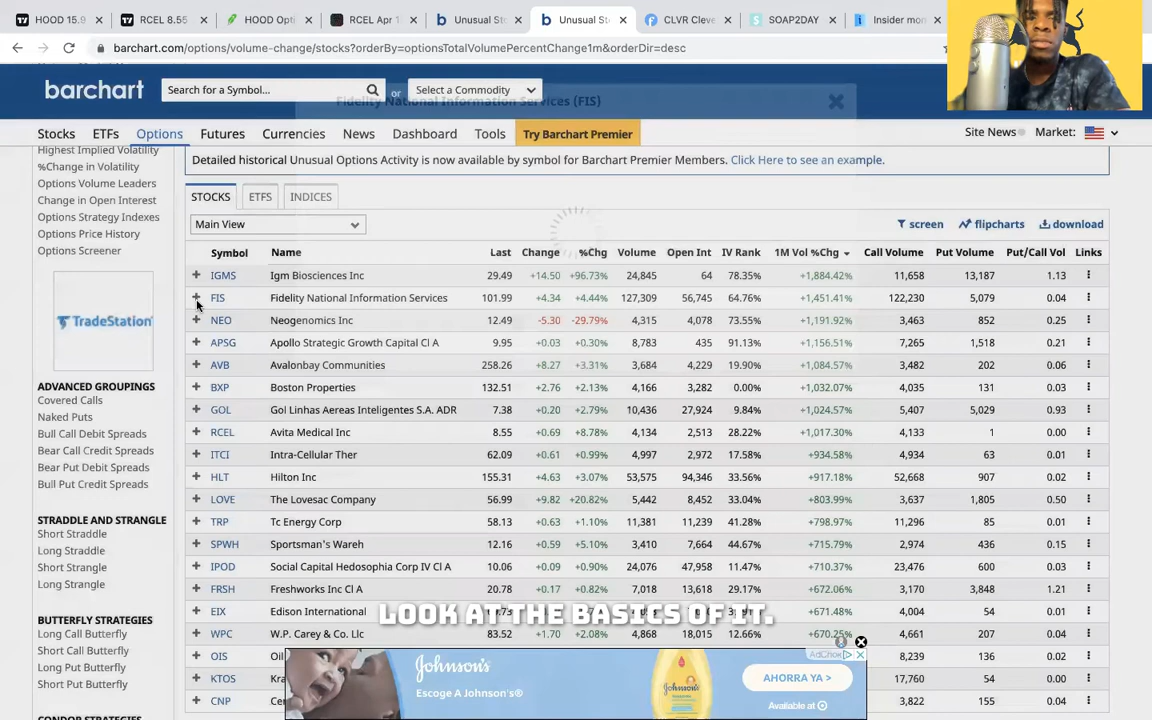 HOOD 15.9
RCEL 8.55
HOOD Opti
RCEL Apr 1
Unusual Sto
Unusual Sto
CLVR Cleve
SOAP2DAY
Insider mon
barchart.com/options/volume-change/stocks?orderBy=optionsTotalVolumePercentChange1m&orderDir=desc
barchart Search for a Symbol... or Select a Commodity
Fidelity National Information Services (FIS)
Stocks ETFs Options Futures Currencies News Dashboard Tools Try Barchart Premier Site News Market:
Highest Implied Volatility
%Change in Volatility
Options Volume Leaders
Change in Open Interest
Options Strategy Indexes
Options Price History
Options Screener
TradeStation
ADVANCED GROUPINGS
Covered Calls
Naked Puts
Bull Call Debit Spreads
Bear Call Credit Spreads
Bear Put Debit Spreads
Bull Put Credit Spreads
STRADDLE AND STRANGLE
Short Straddle
Long Straddle
Short Strangle
Long Strangle
BUTTERFLY STRATEGIES
Long Call Butterfly
Short Call Butterfly
Long Put Butterfly
Short Put Butterfly
CONDOR STRATEGIES
Detailed historical Unusual Options Activity is now available by symbol for Barchart Premier Members. Click Here to see an example.
STOCKS ETFS INDICES
Main View screen flipcharts download
Symbol Name Last Change %Chg Volume Open Int IV Rank 1M Vol %Chg Call Volume Put Volume Put/Call Vol Links
IGMS Igm Biosciences Inc 29.49 +14.50 +96.73% 24,845 64 78.35% +1,884.42% 11,658 13,187 1.13
FIS Fidelity National Information Services 101.99 +4.34 +4.44% 127,309 56,745 64.76% +1,451.41% 122,230 5,079 0.04
NEO Neogenomics Inc 12.49 -5.30 -29.79% 4,315 4,078 73.55% +1,191.92% 3,463 852 0.25
APSG Apollo Strategic Growth Capital Cl A 9.95 +0.03 +0.30% 8,783 435 91.13% +1,156.51% 7,265 1,518 0.21
AVB Avalonbay Communities 258.26 +8.27 +3.31% 3,684 4,229 19.90% +1,084.57% 3,482 202 0.06
BXP Boston Properties 132.51 +2.76 +2.13% 4,166 3,282 0.00% +1,032.07% 4,035 131 0.03
GOL Gol Linhas Aereas Inteligentes S.A. ADR 7.38 +0.20 +2.79% 10,436 27,924 9.84% +1,024.57% 5,407 5,029 0.93
RCEL Avita Medical Inc 8.55 +0.69 +8.78% 4,134 2,513 28.22% +1,017.30% 4,133 1 0.00
ITCI Intra-Cellular Ther 62.09 +0.61 +0.99% 4,997 2,972 17.58% +934.58% 4,934 63 0.01
HLT Hilton Inc 155.31 +4.63 +3.07% 53,575 94,346 33.56% +917.18% 52,668 907 0.02
LOVE The Lovesac Company 56.99 +9.82 +20.82% 5,442 8,452 33.04% +803.99% 3,637 1,805 0.50
TRP Tc Energy Corp 58.13 +0.63 +1.10% 11,381 11,239 41.28% +798.97% 11,296 85 0.01
SPWH Sportsman's Wareh 12.16 +0.59 +5.10% 3,410 7,664 44.67% +715.79% 2,974 436 0.15
IPOD Social Capital Hedosophia Corp IV Cl A 10.06 +0.09 +0.90% 24,076 47,958 11.47% +710.37% 23,476 600 0.03
FRSH Freshworks Inc Cl A 20.78 +0.17 +0.82% 7,018 13,618 29.17% +672.06% 3,170 3,848 1.21
EIX Edison International +671.48% 4,004 54 0.01
LOOK AT THE BASICS OF IT.
WPC W.P. Carey & Co. Llc 83.52 +1.70 +2.08% 4,868 18,015 12.66% +670.25% 4,661 207 0.04
OIS Oil 8,239 136 0.02
KTOS Kra 17,760 54 0.00
CNP Cen 3,822 155 0.04
Johnson's
Escoge A Johnson's®
AHORRA YA >
Available at
AdChoices